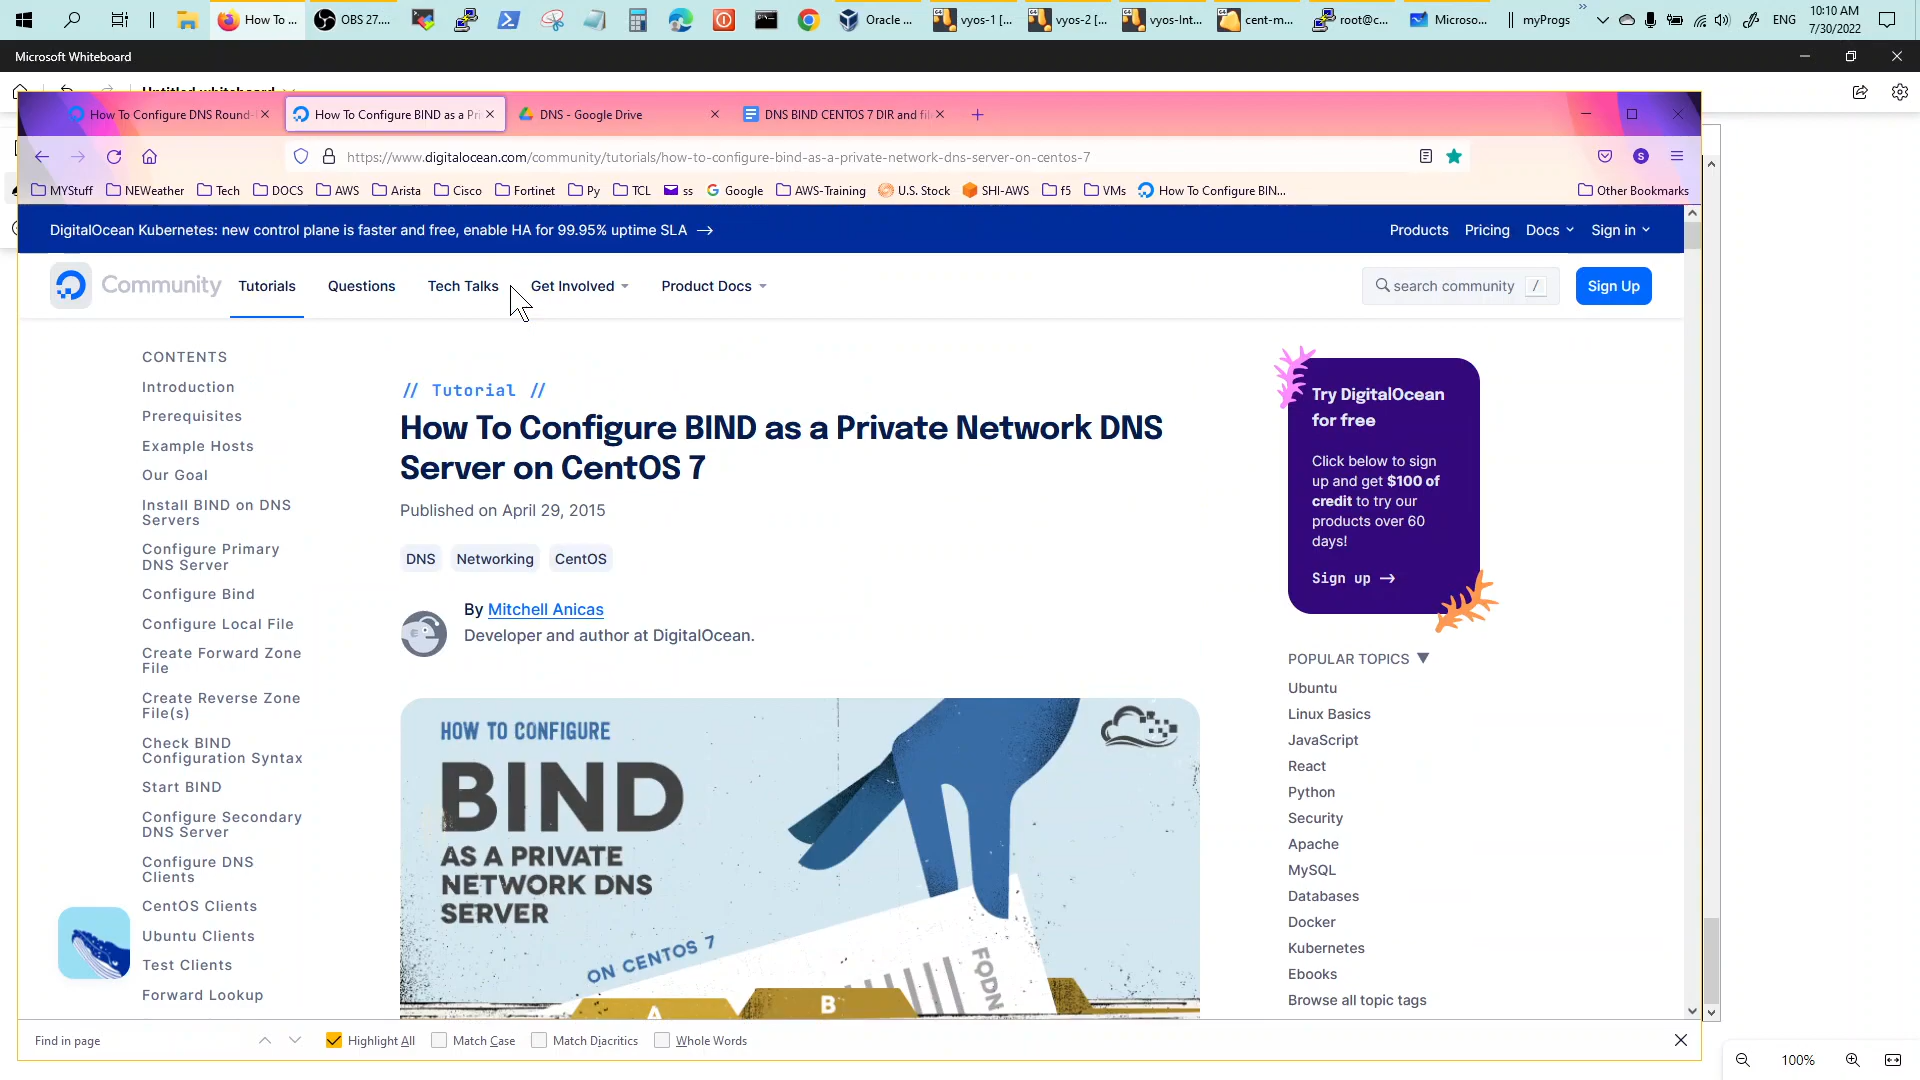 How To ...
OBS 27....
Oracle ...
vyos-1 [...
vyos-2 [...
vyos-Int...
cent-m...
root@c...
Microso...
myProgs
ENG
10:10 AM
7/30/2022
Microsoft Whiteboard
How To Configure DNS Round-
How To Configure BIND as a Pri
DNS - Google Drive
DNS BIND CENTOS 7 DIR and fil
https://www.digitalocean.com/community/tutorials/how-to-configure-bind-as-a-private-network-dns-server-on-centos-7
S
MYStuff
NEWeather
Tech
DOCS
AWS
Arista
Cisco
Fortinet
Py
TCL
ss
Google
AWS-Training
U.S. Stock
SHI-AWS
f5
VMs
How To Configure BIN...
Other Bookmarks
DigitalOcean Kubernetes: new control plane is faster and free, enable HA for 99.95% uptime SLA →
Products
Pricing
Docs
Sign in
Community
Tutorials
Questions
Tech Talks
Get Involved
Product Docs
search community /
Sign Up
CONTENTS
Introduction
Prerequisites
Example Hosts
Our Goal
Install BIND on DNS
Servers
Configure Primary
DNS Server
Configure Bind
Configure Local File
Create Forward Zone
File
Create Reverse Zone
File(s)
Check BIND
Configuration Syntax
Start BIND
Configure Secondary
DNS Server
Configure DNS
Clients
CentOS Clients
Ubuntu Clients
Test Clients
Forward Lookup
// Tutorial //
How To Configure BIND as a Private Network DNS
Server on CentOS 7
Published on April 29, 2015
DNS
Networking
CentOS
By Mitchell Anicas
Developer and author at DigitalOcean.
HOW TO CONFIGURE
BIND
AS A PRIVATE
NETWORK DNS
SERVER
ON CENTOS 7
FQDN
A
B
Try DigitalOcean
for free
Click below to sign
up and get $100 of
credit to try our
products over 60
days!
Sign up →
POPULAR TOPICS ▼
Ubuntu
Linux Basics
JavaScript
React
Python
Security
Apache
MySQL
Databases
Docker
Kubernetes
Ebooks
Browse all topic tags
Find in page
Highlight All
Match Case
Match Diacritics
Whole Words
100%